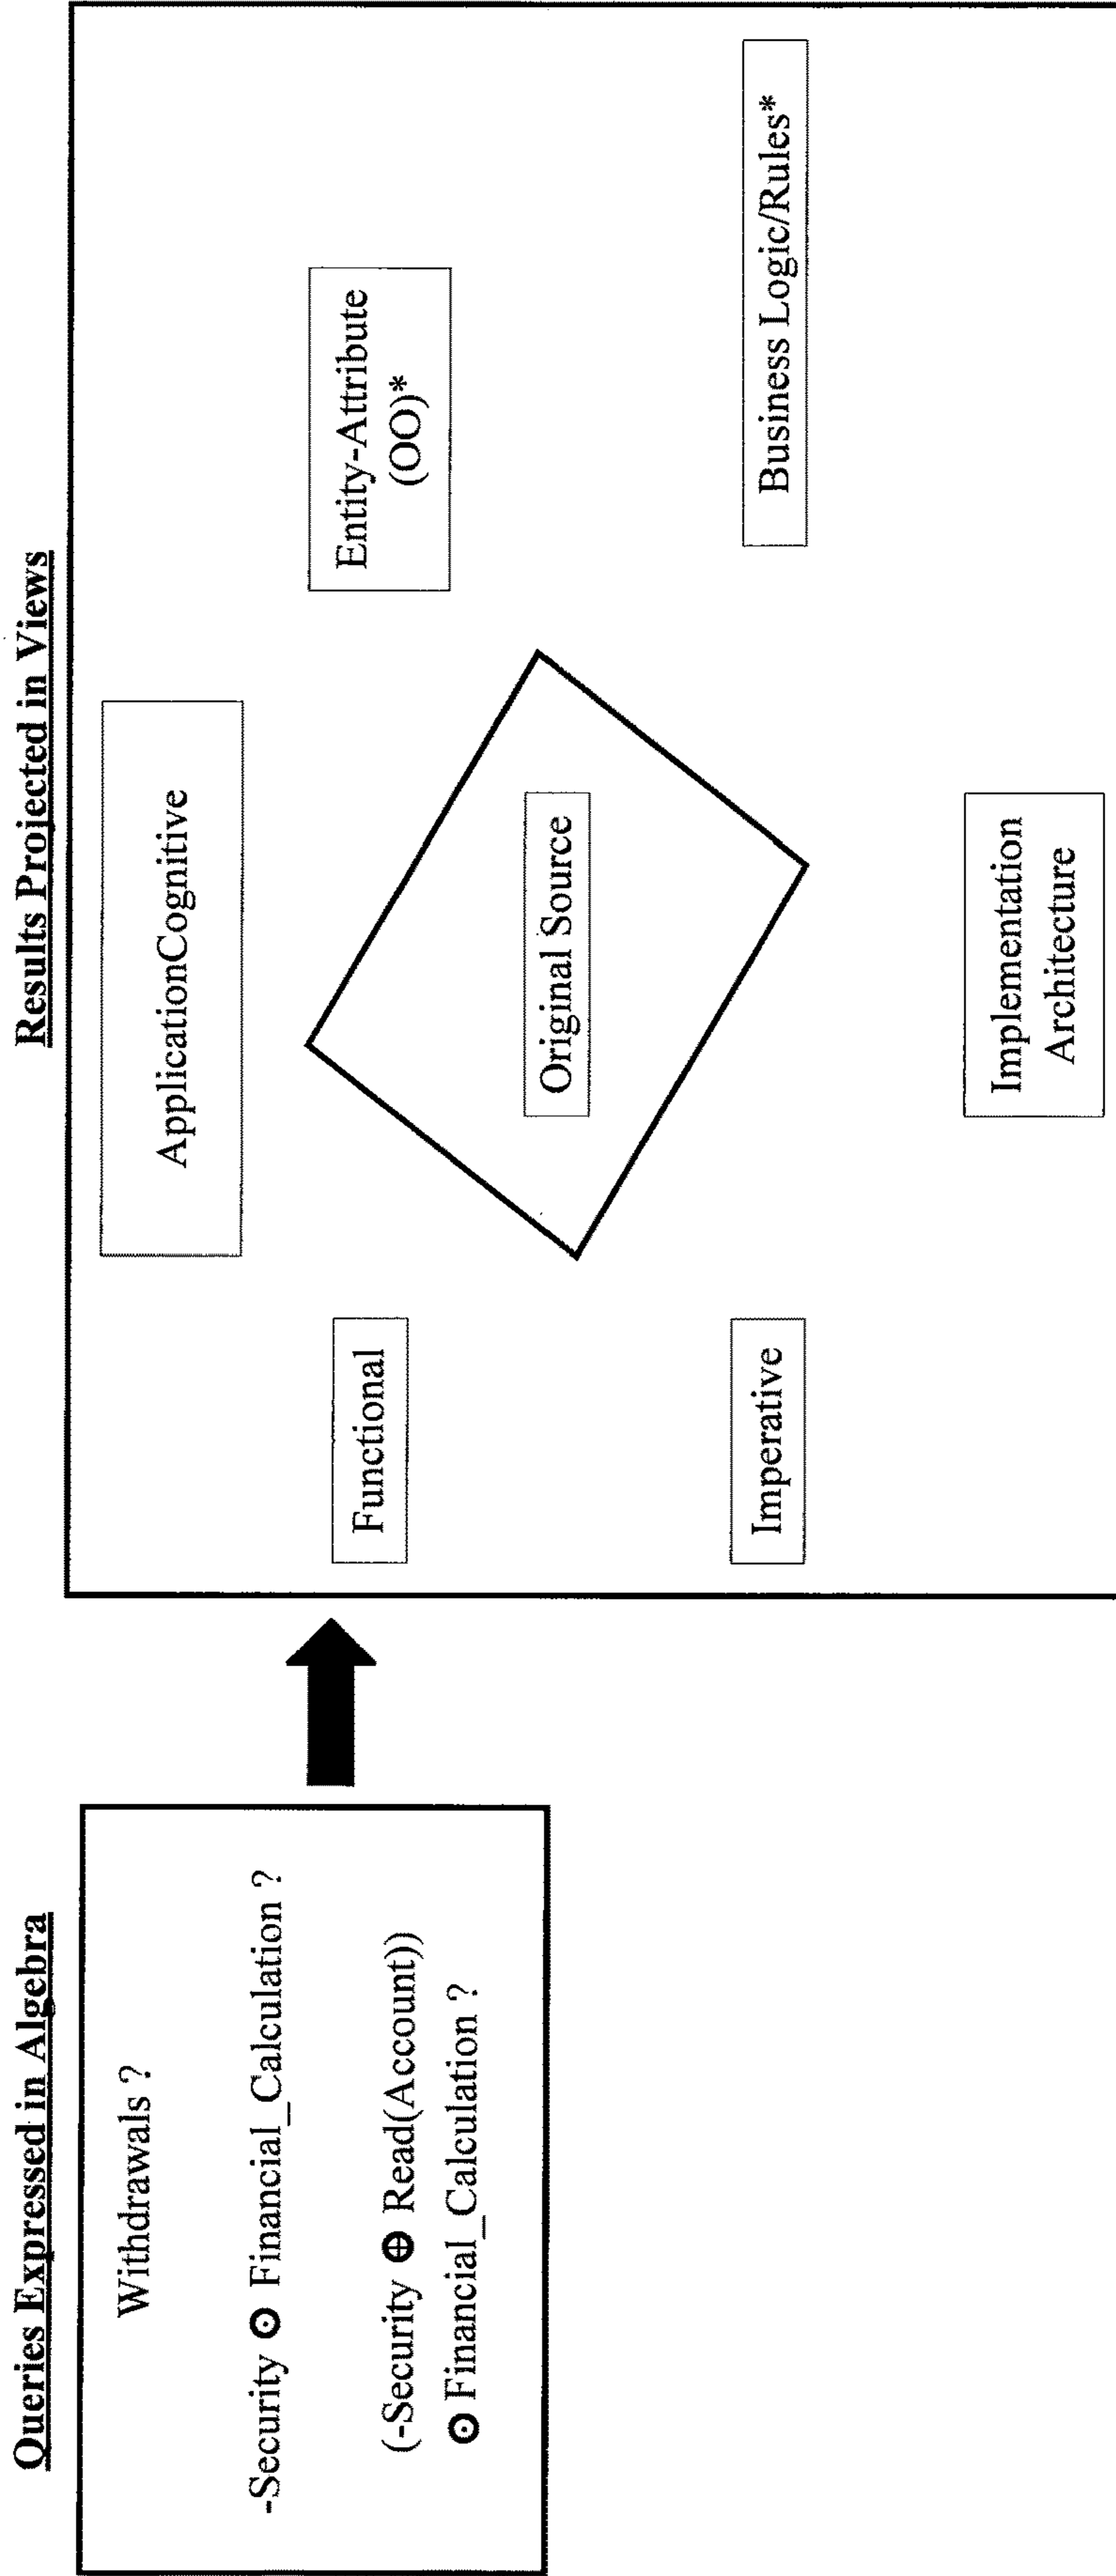 Queries Expressed in Algebra
Withdrawals ?
-Security ⊙ Financial_Calculation ?
(-Security ⊕ Read(Account))
⊙ Financial_Calculation ?
Results Projected in Views
ApplicationCognitive
Functional
Entity-Attribute
(OO)*
Original Source
Imperative
Business Logic/Rules*
Implementation
Architecture